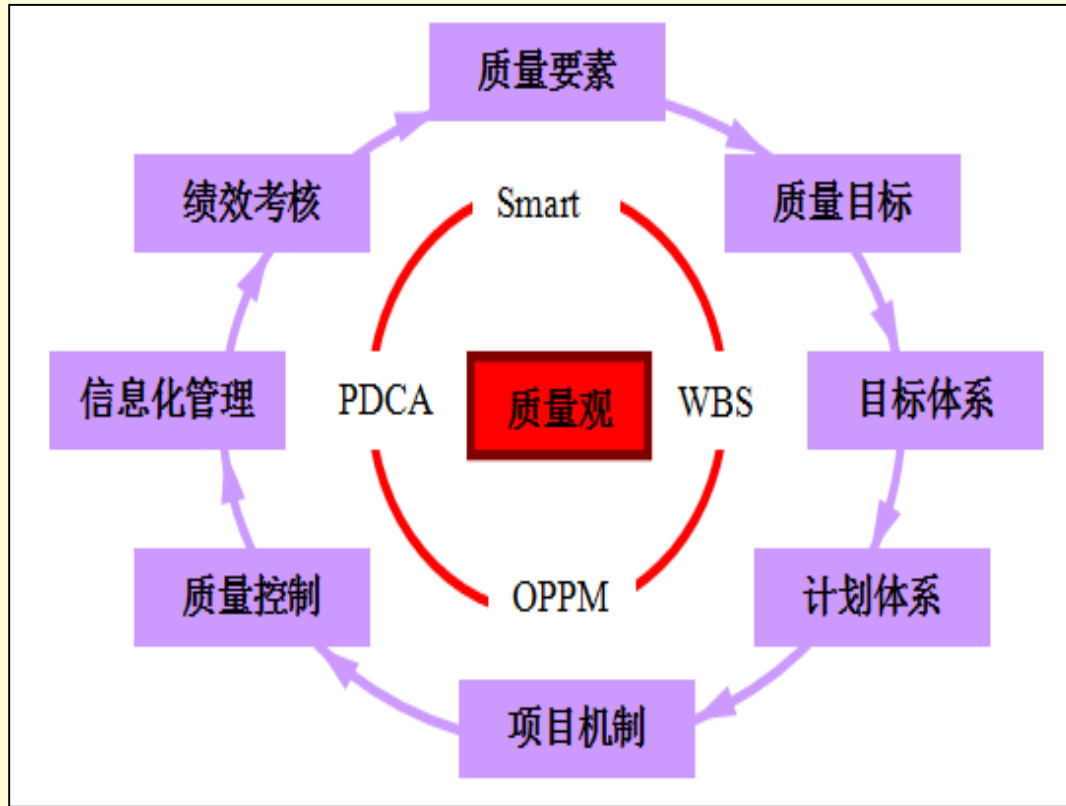 质量要素
绩效考核
质量目标
Smart
信息化管理
PDCA
质量观
WBS
目标体系
质量控制
OPPM
计划体系
项目机制